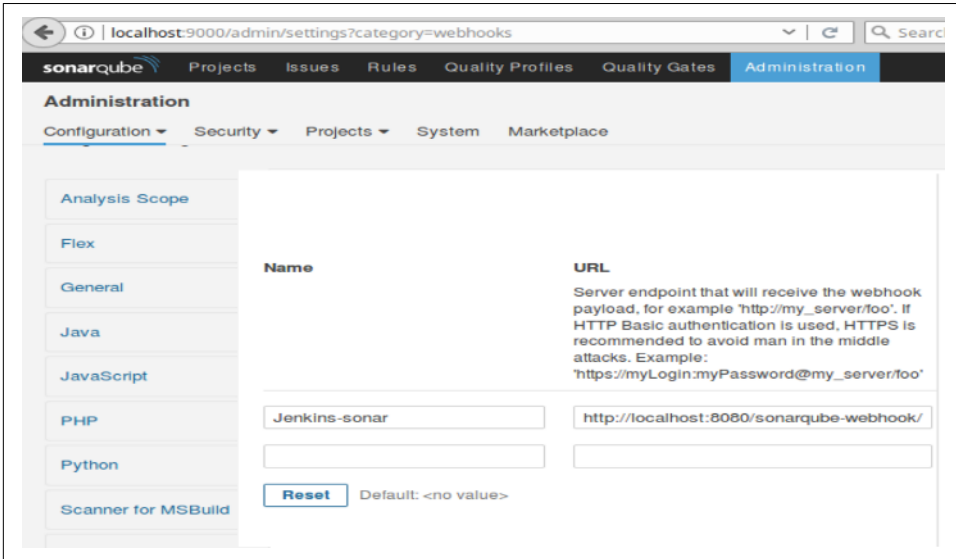 localhost:9000/admin/settings?category=webhooks
Searc
sonarqube Projects Issues Rules Quality Profiles Quality Gates Administration
Administration
Configuration Security Projects System Marketplace
Analysis Scope
Flex
General
Java
JavaScript
PHP
Python
Scanner for MSBuild
Name
URL
Server endpoint that will receive the webhook
payload, for example 'http://my_server/foo'. If
HTTP Basic authentication is used, HTTPS is
recommended to avoid man in the middle
attacks. Example:
'https://myLogin:myPassword@my_server/foo'
Jenkins-sonar
http://localhost:8080/sonarqube-webhook/
Reset Default: <no value>